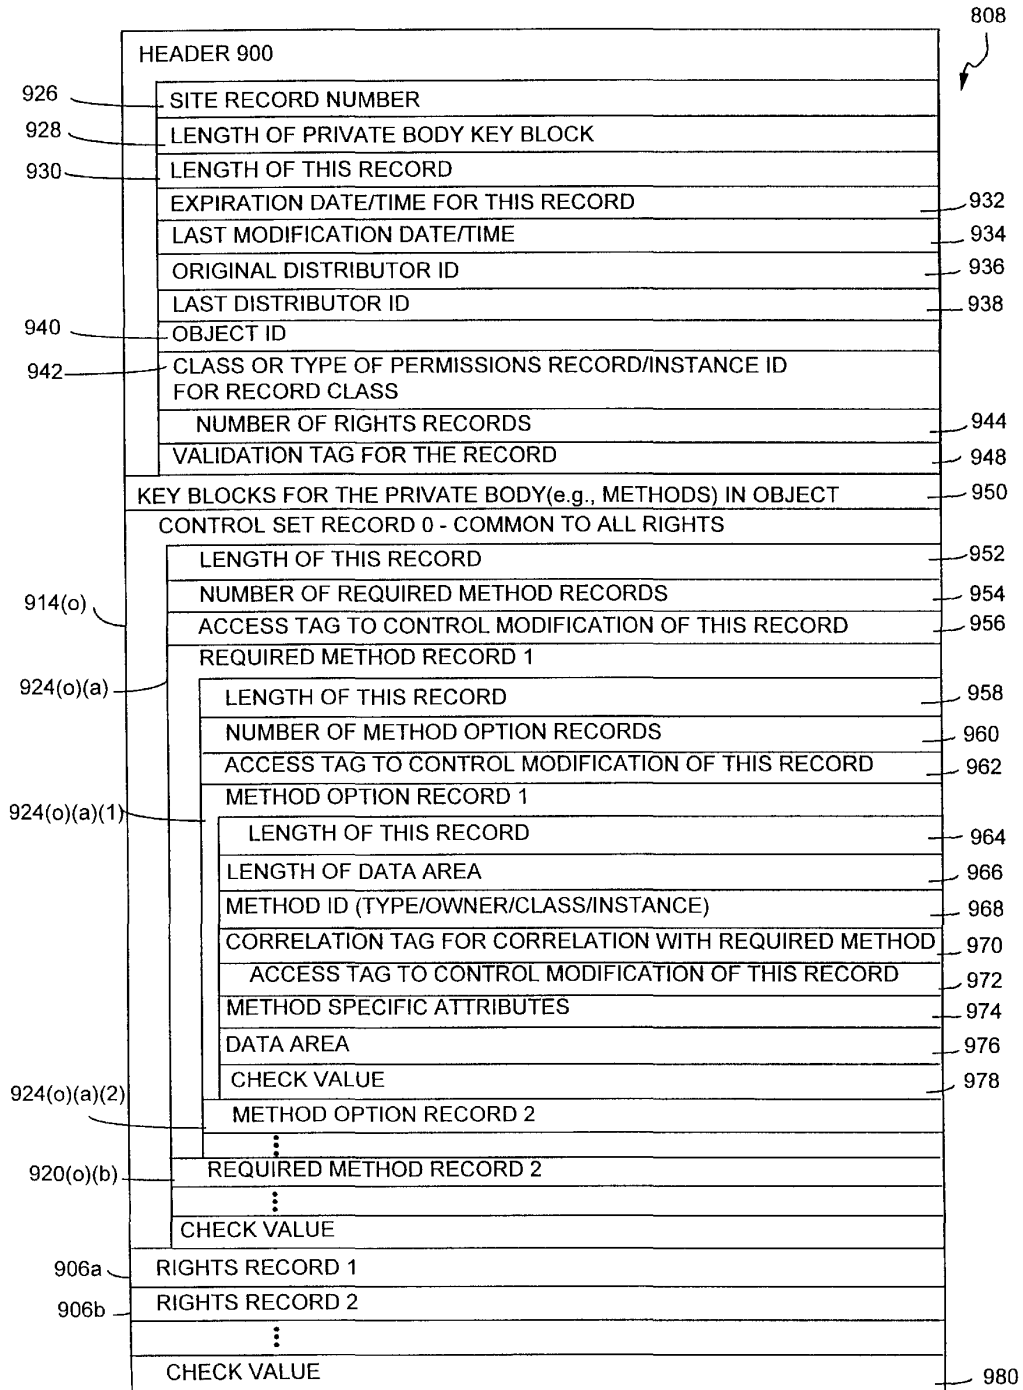 808
HEADER 900
926 SITE RECORD NUMBER
928 LENGTH OF PRIVATE BODY KEY BLOCK
930 LENGTH OF THIS RECORD
EXPIRATION DATE/TIME FOR THIS RECORD 932
LAST MODIFICATION DATE/TIME 934
ORIGINAL DISTRIBUTOR ID 936
LAST DISTRIBUTOR ID 938
940 OBJECT ID
942 CLASS OR TYPE OF PERMISSIONS RECORD/INSTANCE ID
FOR RECORD CLASS
NUMBER OF RIGHTS RECORDS 944
VALIDATION TAG FOR THE RECORD 948
KEY BLOCKS FOR THE PRIVATE BODY(e.g., METHODS) IN OBJECT 950
CONTROL SET RECORD 0 - COMMON TO ALL RIGHTS
LENGTH OF THIS RECORD 952
NUMBER OF REQUIRED METHOD RECORDS 954
914(o)
ACCESS TAG TO CONTROL MODIFICATION OF THIS RECORD 956
REQUIRED METHOD RECORD 1
924(o)(a)
LENGTH OF THIS RECORD 958
NUMBER OF METHOD OPTION RECORDS 960
ACCESS TAG TO CONTROL MODIFICATION OF THIS RECORD 962
924(o)(a)(1) METHOD OPTION RECORD 1
LENGTH OF THIS RECORD 964
LENGTH OF DATA AREA 966
METHOD ID (TYPE/OWNER/CLASS/INSTANCE) 968
CORRELATION TAG FOR CORRELATION WITH REQUIRED METHOD 970
ACCESS TAG TO CONTROL MODIFICATION OF THIS RECORD 972
METHOD SPECIFIC ATTRIBUTES 974
DATA AREA 976
CHECK VALUE 978
924(o)(a)(2) METHOD OPTION RECORD 2
920(o)(b) REQUIRED METHOD RECORD 2
CHECK VALUE
906a RIGHTS RECORD 1
906b RIGHTS RECORD 2
CHECK VALUE 980